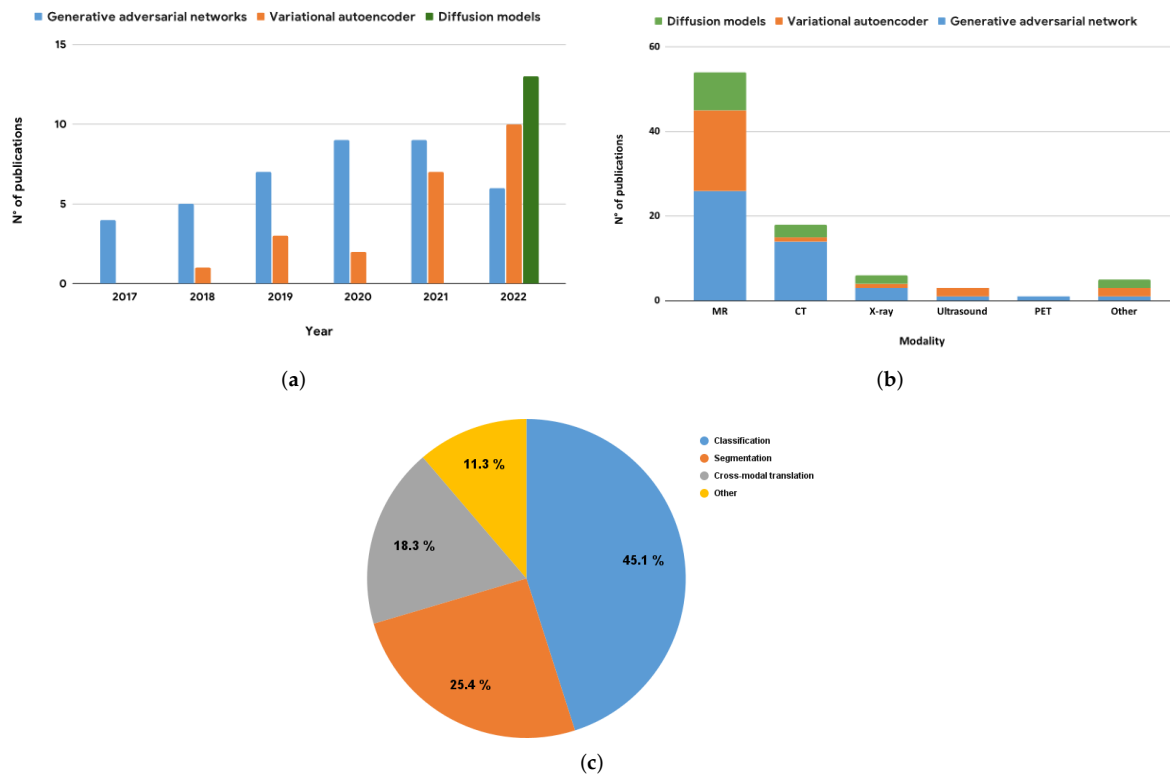 Generative adversarial networks Variational autoencoder Diffusion models
15
10
5
0
N° of publications
2017 2018 2019 2020 2021 2022
Year
(a)
Diffusion models Variational autoencoder Generative adversarial network
60
40
20
0
N° of publications
MR CT X-ray Ultrasound PET Other
Modality
(b)
Classification
Segmentation
Cross-modal translation
Other
11.3 %
18.3 %
45.1 %
25.4 %
(c)